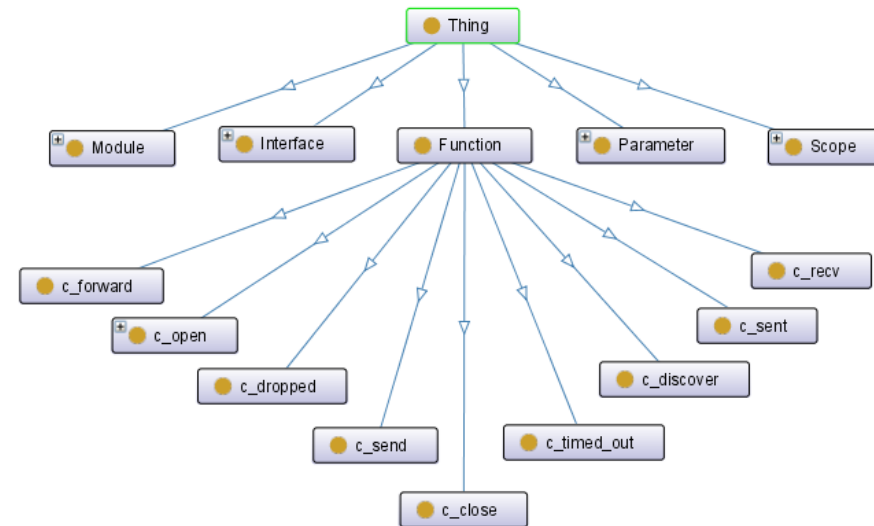 Thing
Module
Interface
Function
Parameter
Scope
c_forward
c_open
c_dropped
c_send
c_close
c_timed_out
c_discover
c_sent
c_recv